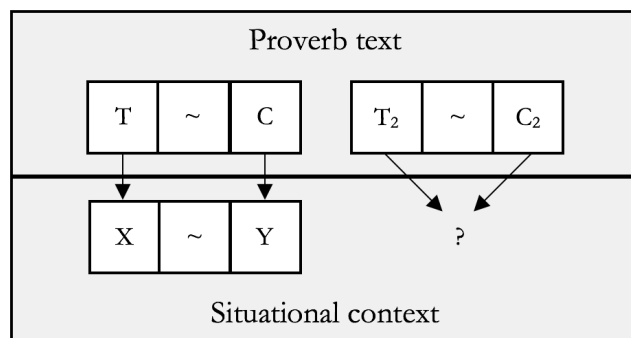 Proverb text
T ~ C T₂ ~ C₂
X ~ Y ?
Situational context